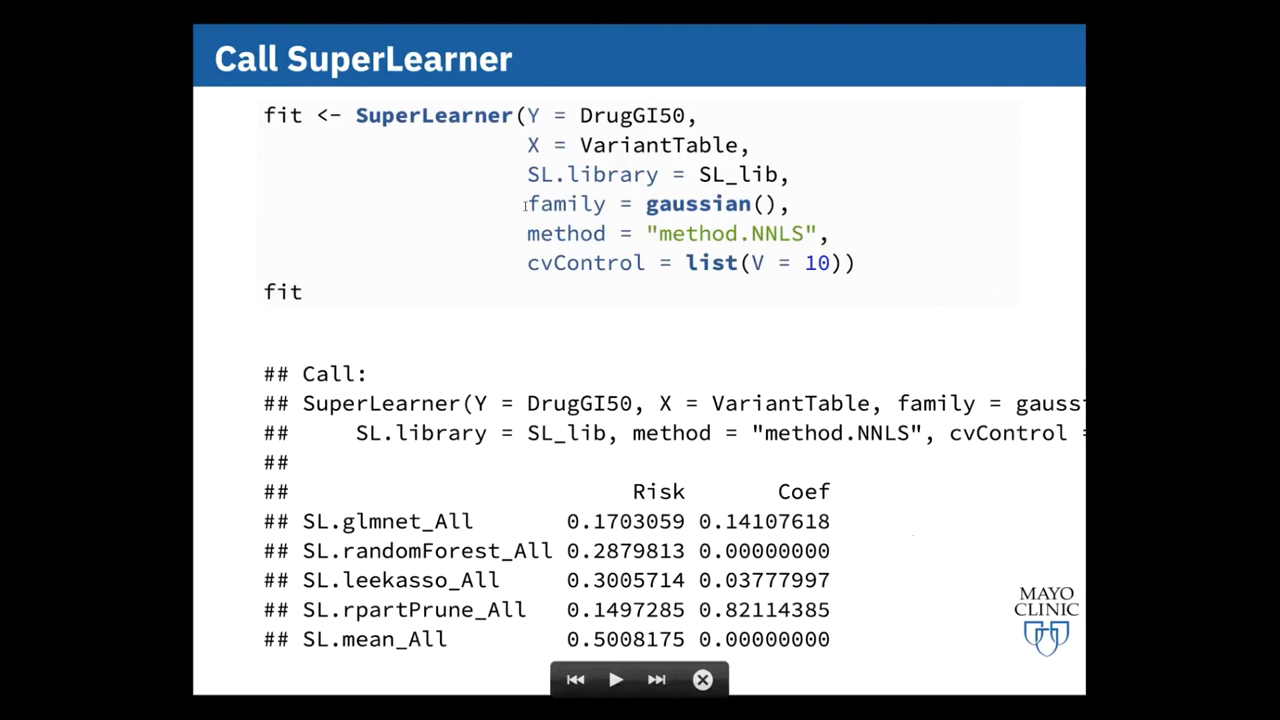 Call SuperLearner
fit <- SuperLearner(Y = DrugGI50,
X = VariantTable,
SL.library = SL_lib,
family = gaussian(),
method = "method.NNLS",
cvControl = list(V = 10))
fit
## Call:
## SuperLearner(Y = DrugGI50, X = VariantTable, family = gauss
## SL.library = SL_lib, method = "method.NNLS", cvControl =
##
## Risk Coef
## SL.glmnet_All 0.1703059 0.14107618
## SL.randomForest_All 0.2879813 0.00000000
## SL.leekasso_All 0.3005714 0.03777997
## SL.rpartPrune_All 0.1497285 0.82114385
## SL.mean_All 0.5008175 0.00000000
MAYO
CLINIC